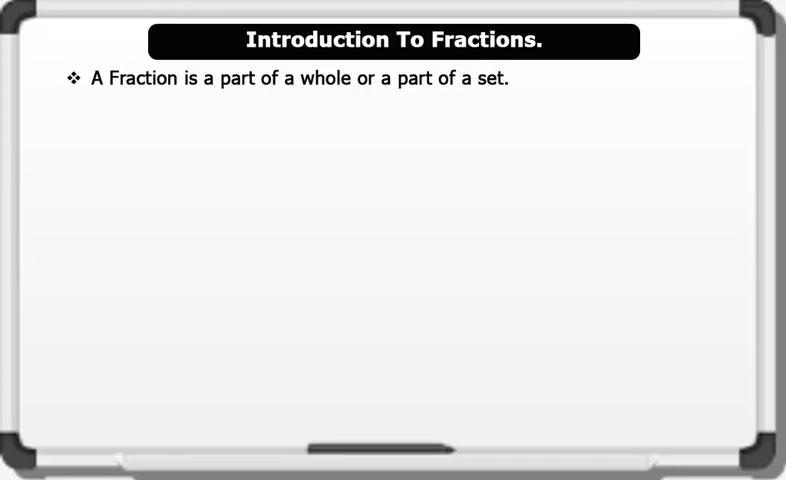 Introduction To Fractions.
❖ A Fraction is a part of a whole or a part of a set.